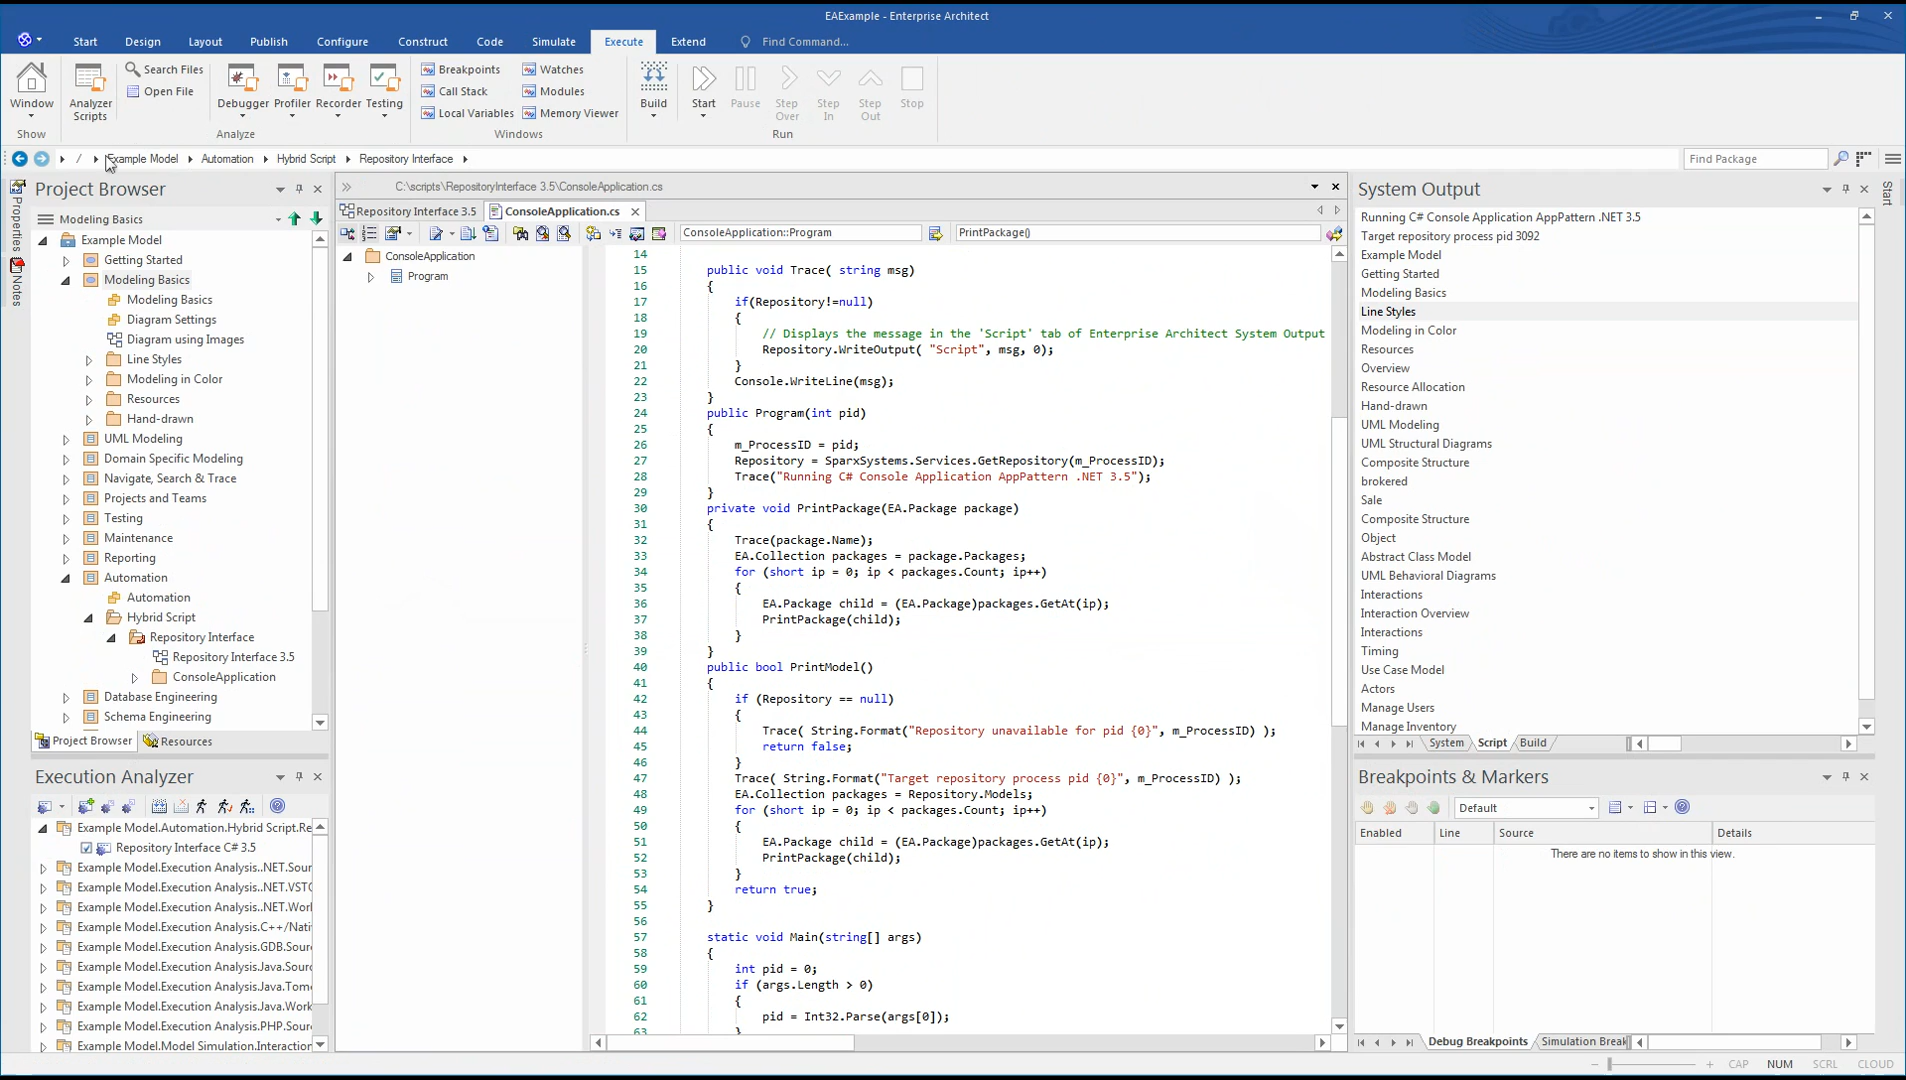 EAExample - Enterprise Architect
Start Design Layout Publish Configure Construct Code Simulate Execute Extend Find Command...
Window
Show
Analyzer
Scripts
Search Files
Open File
Debugger Profiler Recorder Testing
Analyze
Breakpoints Watches
Call Stack Modules
Local Variables Memory Viewer
Windows
Build
Start
Pause
Step
Over
Step
In
Step
Out
Stop
Run
/ Example Model Automation Hybrid Script Repository Interface
Find Package
Project Browser
Modeling Basics
Example Model
Getting Started
Modeling Basics
Modeling Basics
Diagram Settings
Diagram using Images
Line Styles
Modeling in Color
Resources
Hand-drawn
UML Modeling
Domain Specific Modeling
Navigate, Search & Trace
Projects and Teams
Testing
Maintenance
Reporting
Automation
Automation
Hybrid Script
Repository Interface
Repository Interface 3.5
ConsoleApplication
Database Engineering
Schema Engineering
Project Browser Resources
Properties
Notes
Execution Analyzer
Example Model.Automation.Hybrid Script.Re
Repository Interface C# 3.5
Example Model.Execution Analysis..NET.Sour
Example Model.Execution Analysis..NET.VSTO
Example Model.Execution Analysis..NET.Wor
Example Model.Execution Analysis.C++/Nati
Example Model.Execution Analysis.GDB.Sour
Example Model.Execution Analysis.Java.Sour
Example Model.Execution Analysis.Java.Tom
Example Model.Execution Analysis.Java.Work
Example Model.Execution Analysis.PHP.Sour
Example Model.Model Simulation.Interaction
C:\scripts\RepositoryInterface 3.5\ConsoleApplication.cs
Repository Interface 3.5 ConsoleApplication.cs
ConsoleApplication::Program PrintPackage()
ConsoleApplication
Program
14
15 public void Trace( string msg)
16 {
17 if(Repository!=null)
18 {
19 // Displays the message in the 'Script' tab of Enterprise Architect System Output
20 Repository.WriteOutput( "Script", msg, 0);
21 }
22 Console.WriteLine(msg);
23 }
24 public Program(int pid)
25 {
26 m_ProcessID = pid;
27 Repository = SparxSystems.Services.GetRepository(m_ProcessID);
28 Trace("Running C# Console Application AppPattern .NET 3.5");
29 }
30 private void PrintPackage(EA.Package package)
31 {
32 Trace(package.Name);
33 EA.Collection packages = package.Packages;
34 for (short ip = 0; ip < packages.Count; ip++)
35 {
36 EA.Package child = (EA.Package)packages.GetAt(ip);
37 PrintPackage(child);
38 }
39 }
40 public bool PrintModel()
41 {
42 if (Repository == null)
43 {
44 Trace( String.Format("Repository unavailable for pid {0}", m_ProcessID) );
45 return false;
46 }
47 Trace( String.Format("Target repository process pid {0}", m_ProcessID) );
48 EA.Collection packages = Repository.Models;
49 for (short ip = 0; ip < packages.Count; ip++)
50 {
51 EA.Package child = (EA.Package)packages.GetAt(ip);
52 PrintPackage(child);
53 }
54 return true;
55 }
56
57 static void Main(string[] args)
58 {
59 int pid = 0;
60 if (args.Length > 0)
61 {
62 pid = Int32.Parse(args[0]);
63 }
System Output
Start
Running C# Console Application AppPattern .NET 3.5
Target repository process pid 3092
Example Model
Getting Started
Modeling Basics
Line Styles
Modeling in Color
Resources
Overview
Resource Allocation
Hand-drawn
UML Modeling
UML Structural Diagrams
Composite Structure
brokered
Sale
Composite Structure
Object
Abstract Class Model
UML Behavioral Diagrams
Interactions
Interaction Overview
Interactions
Timing
Use Case Model
Actors
Manage Users
Manage Inventory
System Script Build
Breakpoints & Markers
Default
Enabled Line Source Details
There are no items to show in this view.
Debug Breakpoints Simulation Break
CAP NUM SCRL CLOUD